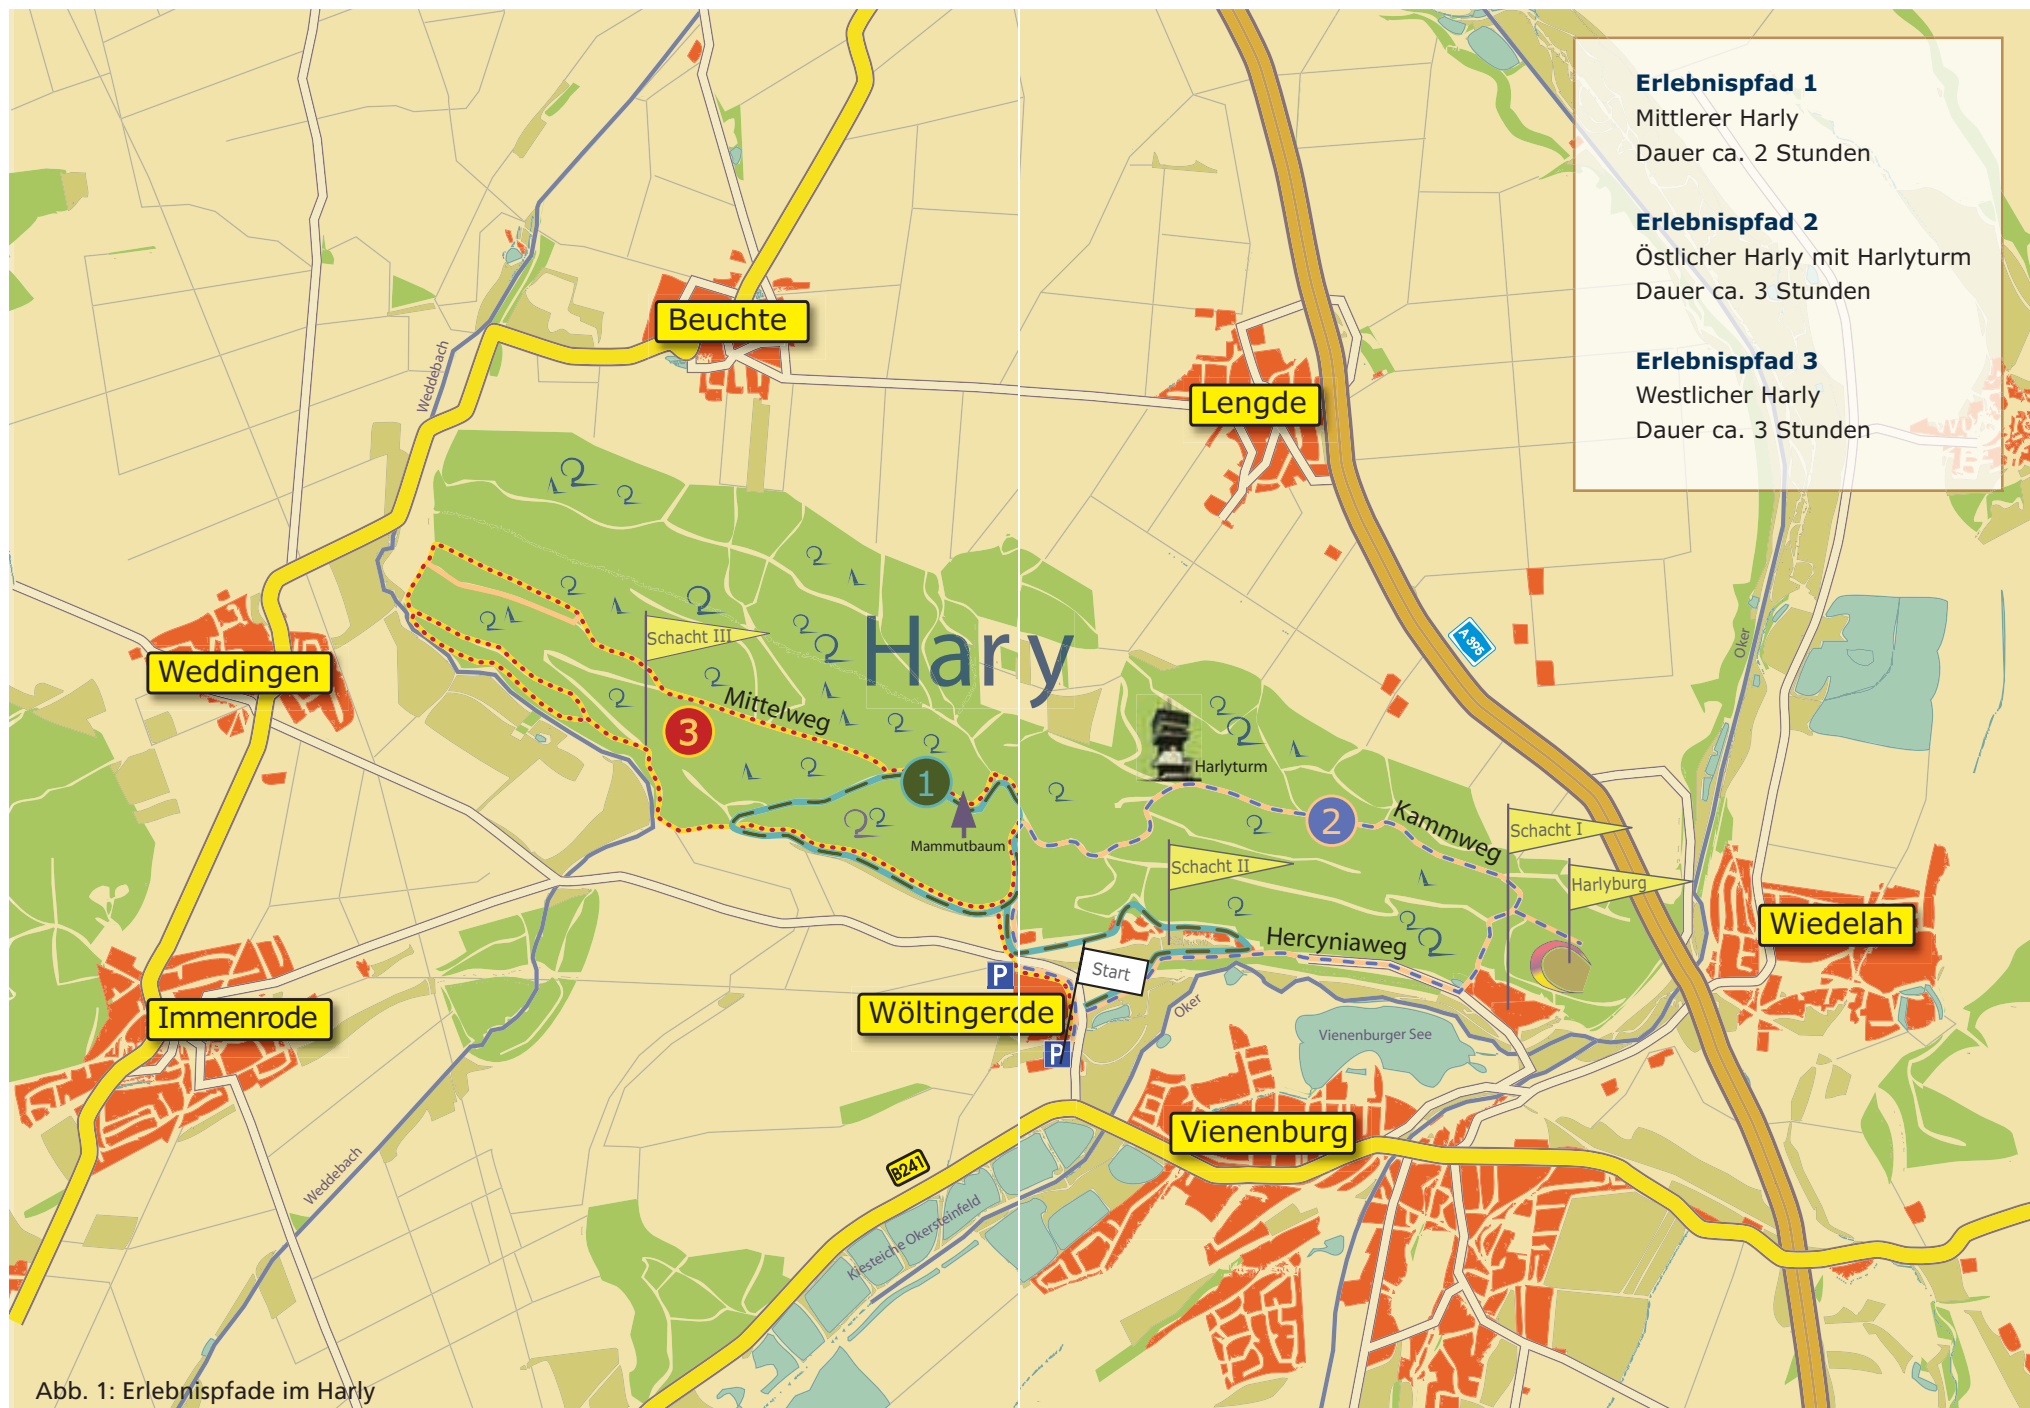 Erlebnispfad 1
Mittlerer Harly
Dauer ca. 2 Stunden
Erlebnispfad 2
Östlicher Harly mit Harlyturm
Dauer ca. 3 Stunden
Erlebnispfad 3
Westlicher Harly
Dauer ca. 3 Stunden
Beuchte
Weddebach
Lengde
Schacht III
Harly
A 395
Oker
Weddingen
Mittelweg
3
1
Mammutbaum
Harlyturm
2
Kammweg
Schacht I
Schacht II
Harlyburg
Wiedelah
Hercyniaweg
Start
P
Wöltingerode
Oker
Immenrode
P
Vienenburger See
Vienenburg
B241
Weddebach
Kiesteiche Okersteinfeld
Abb. 1: Erlebnispfade im Harly